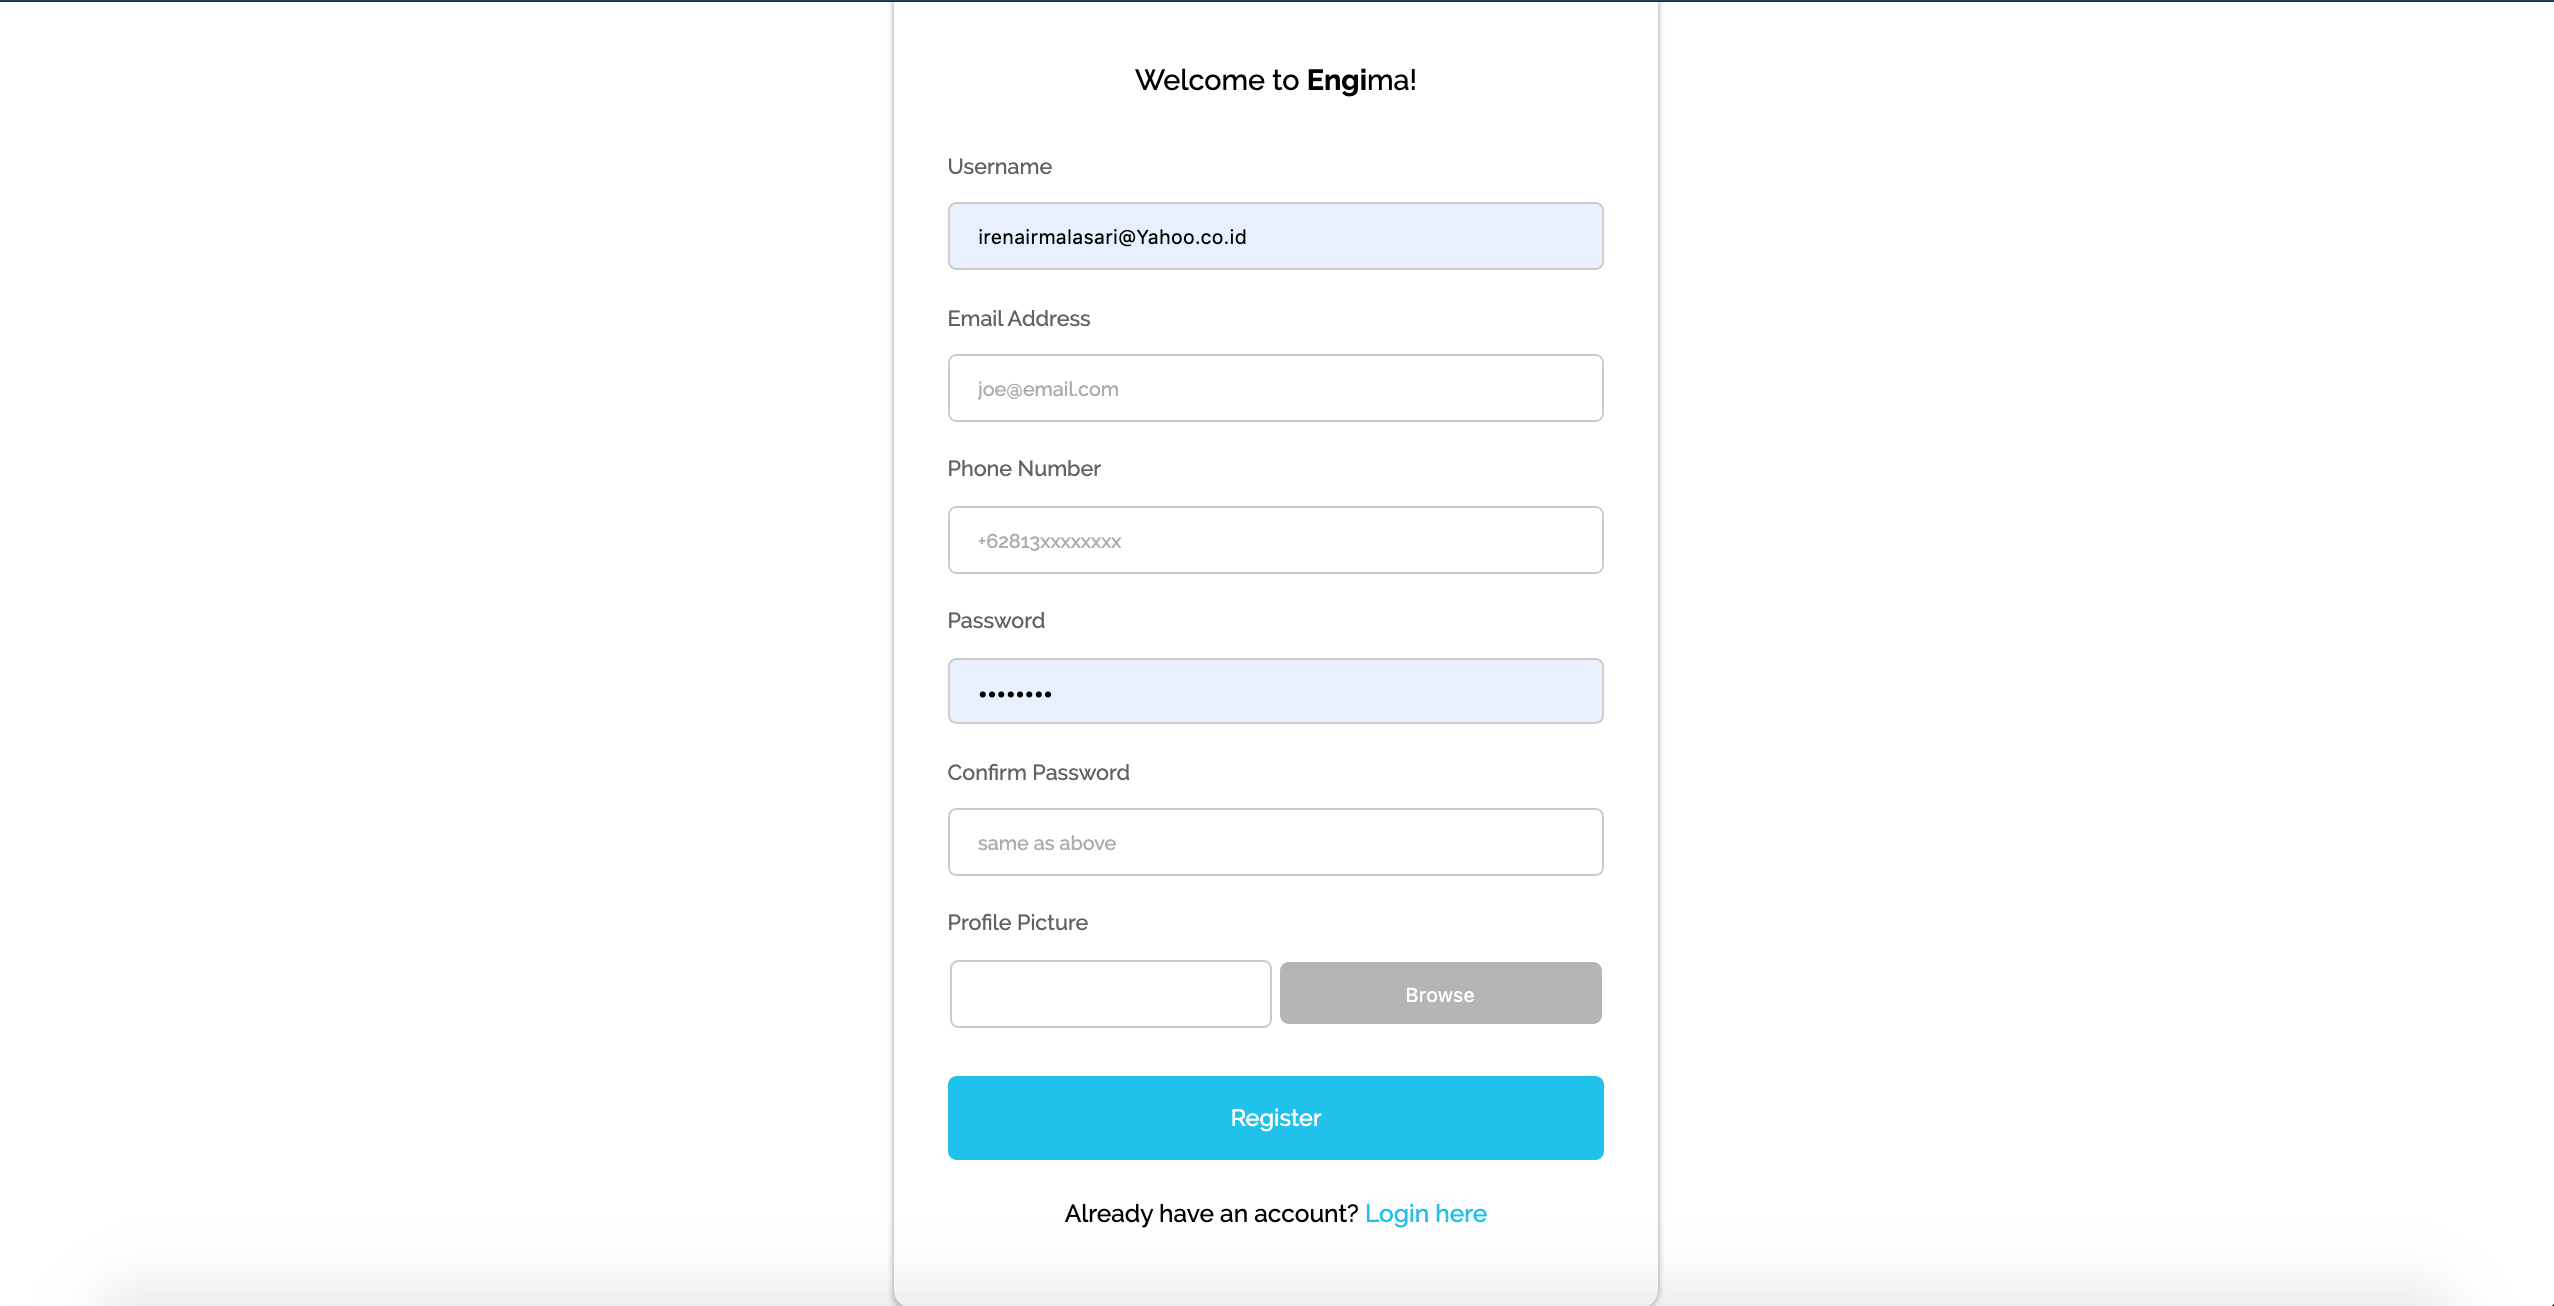 Welcome to Engima!
Username
irenairmalasari@Yahoo.co.id
Email Address
joe@email.com
Phone Number
+62813xxxxxxxx
Password
••••••••
Confirm Password
same as above
Profile Picture
Browse
Register
Already have an account? Login here